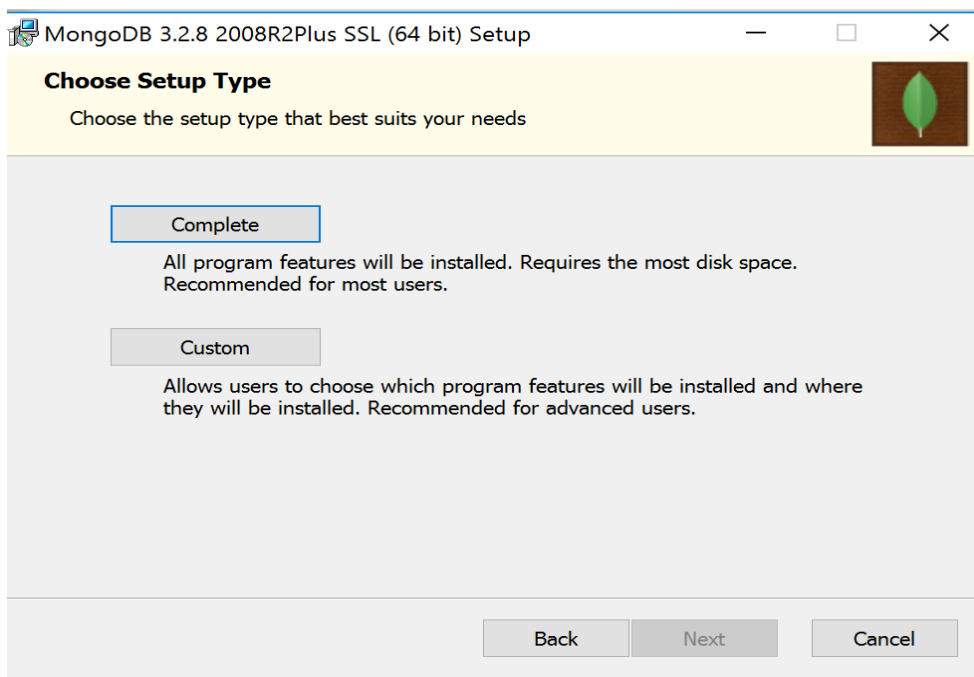 MongoDB 3.2.8 2008R2Plus SSL (64 bit) Setup
Choose Setup Type
Choose the setup type that best suits your needs
Complete
All program features will be installed. Requires the most disk space.
Recommended for most users.
Custom
Allows users to choose which program features will be installed and where
they will be installed. Recommended for advanced users.
Back Next Cancel